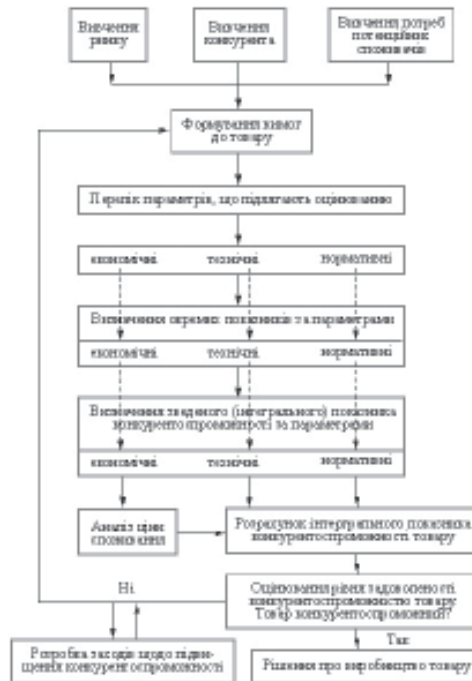 Вивчення
ринку
Вивчення
конкурента
Вивчення потреб
потенційних
споживачів
Формування вимог
до товару
Перелік параметрів, що підлягають оцінюванню
економічні технічні нормативні
Визначення окремих показників за параметрами
економічні технічні нормативні
Визначення зведеного (інтегрального) показника
конкурентоспроможності за параметрами
економічні технічні нормативні
Аналіз ціни
споживання
Розрахунок інтегрального показника
конкурентоспроможності товару
Ні
Оцінювання рівня задоволеності
конкурентоспроможністю товару.
Товар конкурентоспроможний?
Так
Розробка заходів щодо підви-
щення конкурентоспроможності
Рішення про виробництво товару